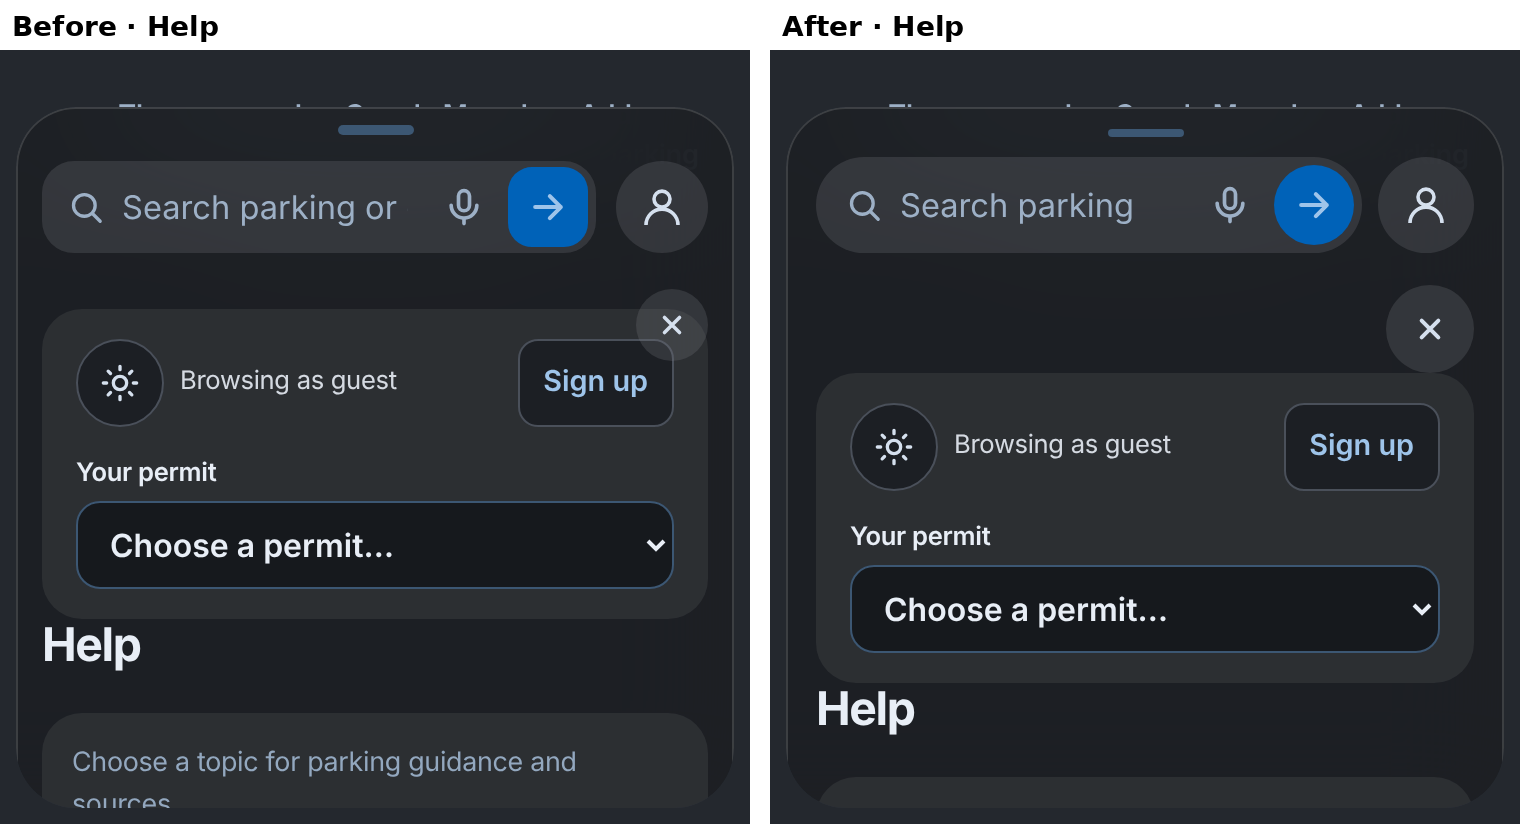 Before · Help
Search parking or
Browsing as guest
Sign up
Your permit
Choose a permit...
Help
Choose a topic for parking guidance and
sources
After · Help
Search parking
Browsing as guest
Sign up
Your permit
Choose a permit...
Help